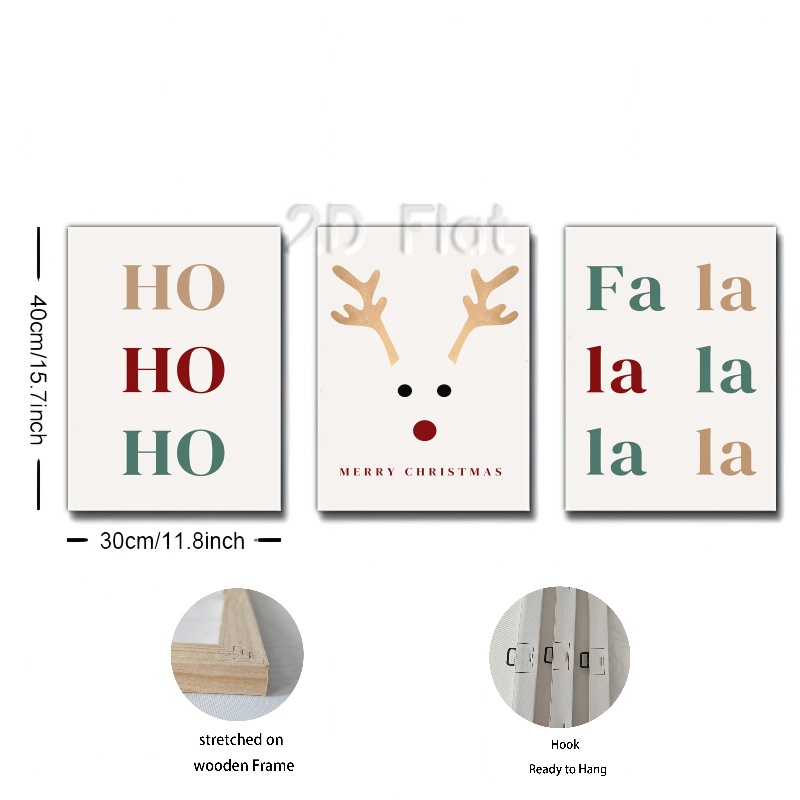 2D Flat
HO
HO
HO
MERRY CHRISTMAS
Fa la
la la
la la
40cm/15.7inch
30cm/11.8inch
stretched on
wooden Frame
Hook
Ready to Hang